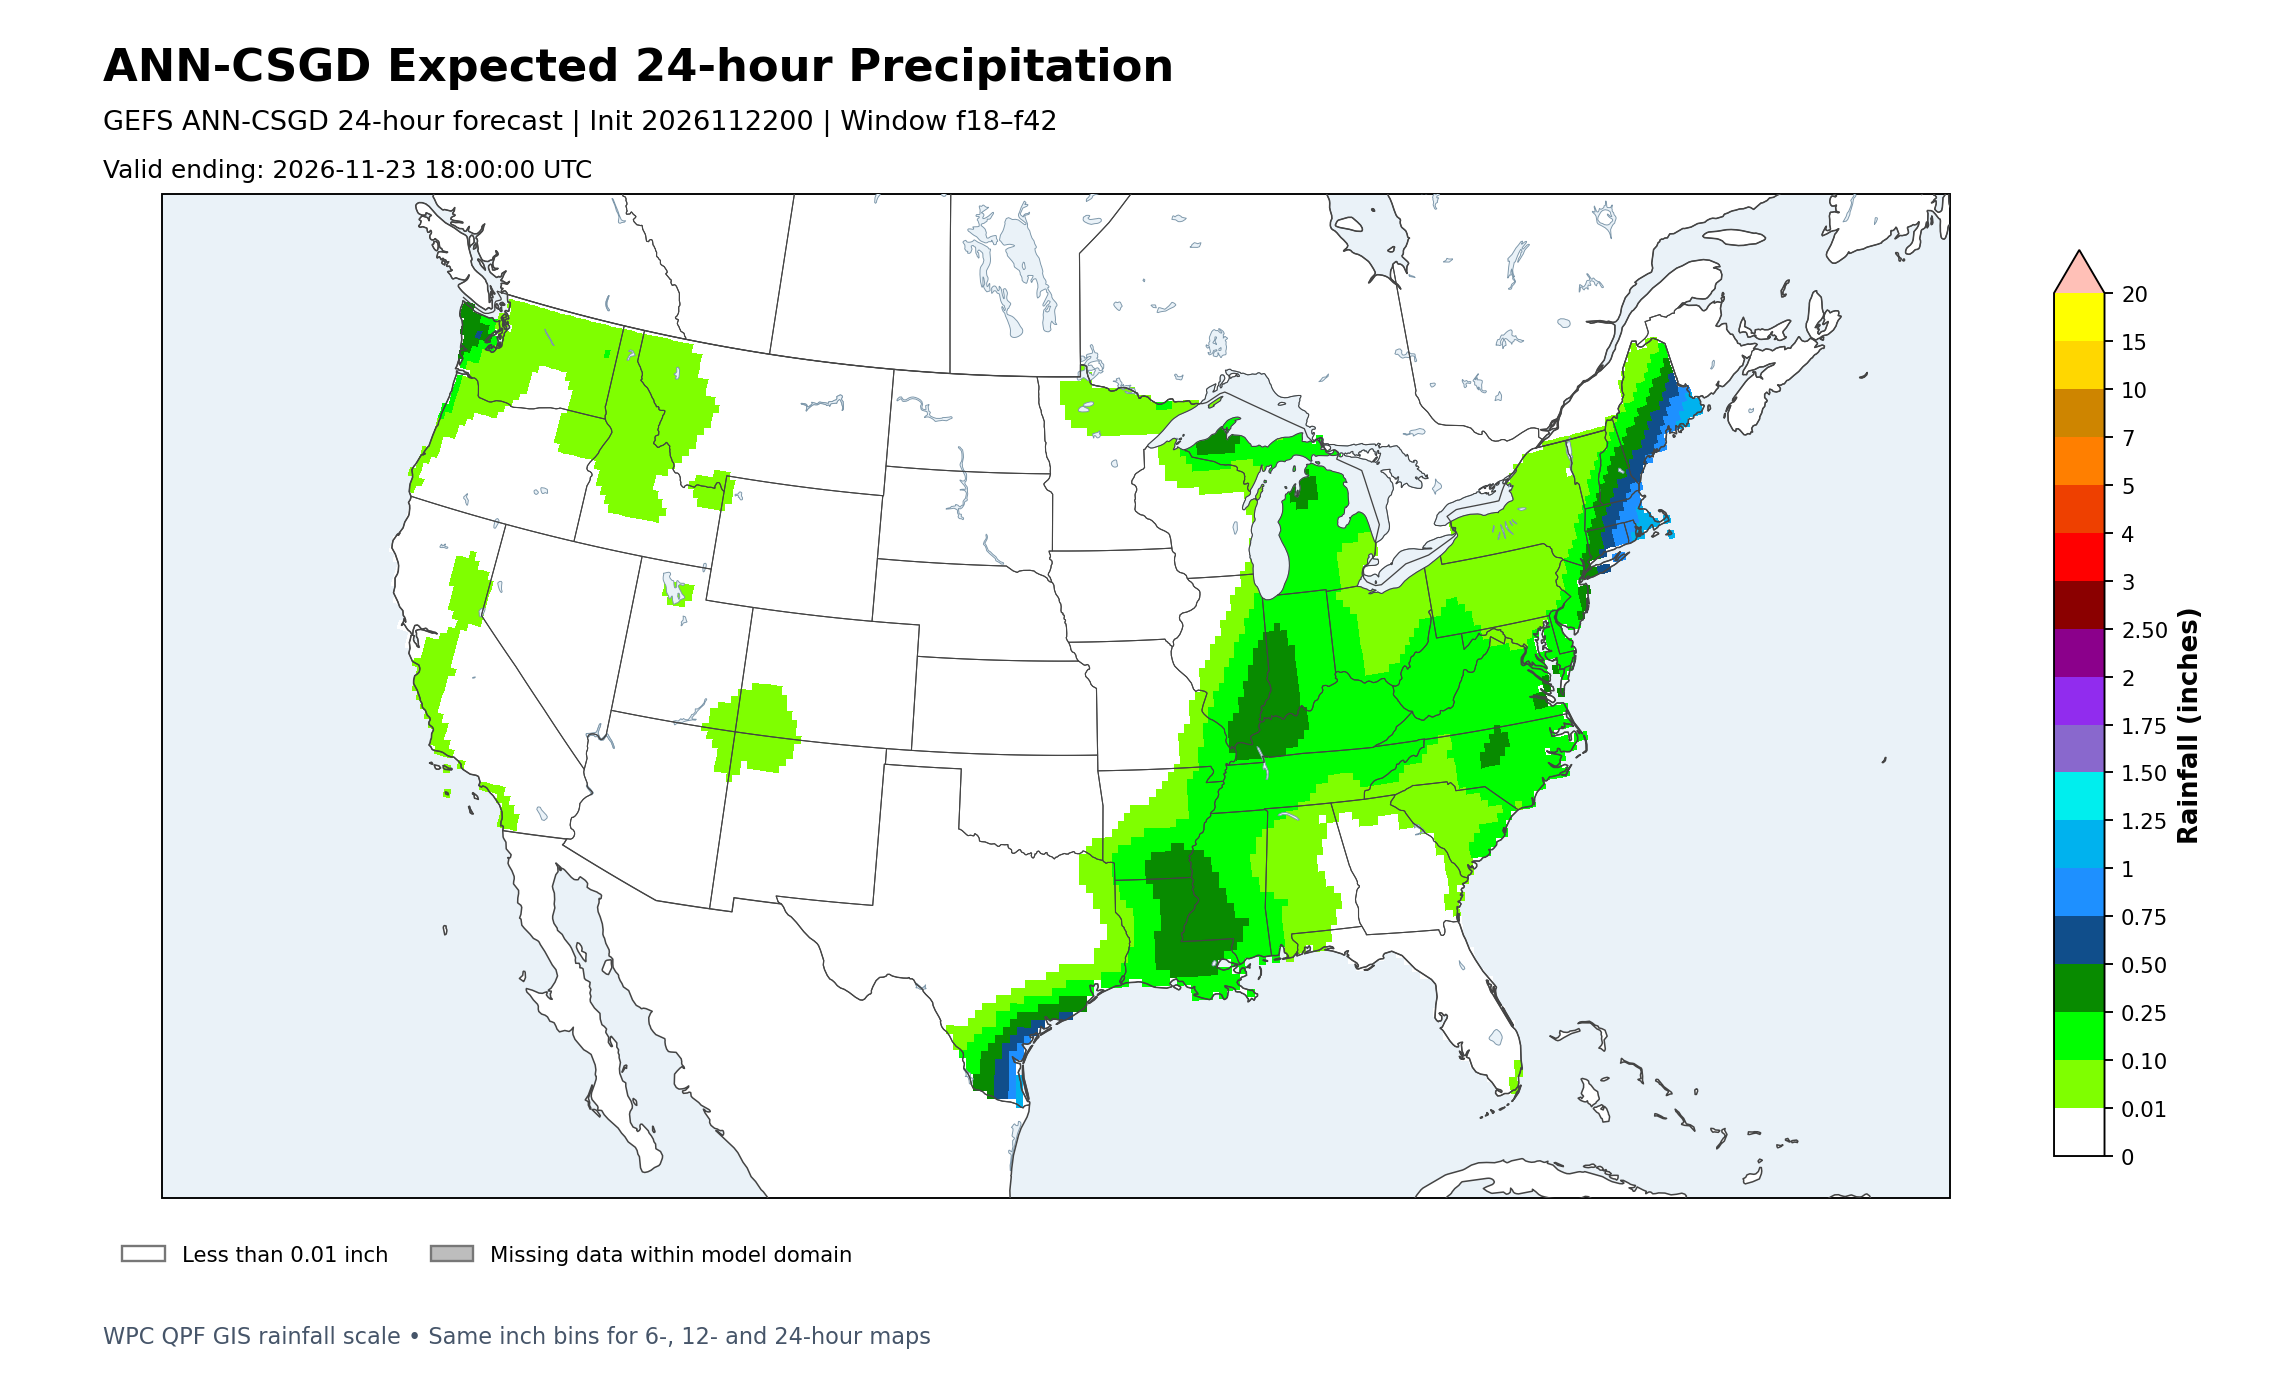 ANN-CSGD Expected 24-hour Precipitation
GEFS ANN-CSGD 24-hour forecast | Init 2026112200 | Window f18–f42
Valid ending: 2026-11-23 18:00:00 UTC
20
15
10
7
5
4
3
2.50
2
1.75
1.50
1.25
1
0.75
0.50
0.25
0.10
0.01
0
Rainfall (inches)
Less than 0.01 inch
Missing data within model domain
WPC QPF GIS rainfall scale • Same inch bins for 6-, 12- and 24-hour maps